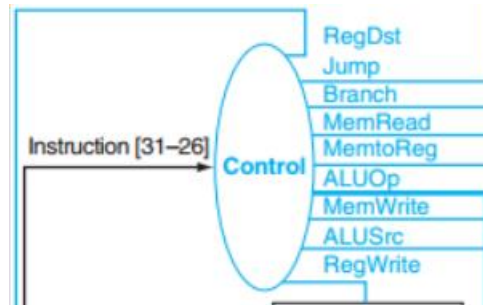 RegDst
Jump
Branch
MemRead
Instruction [31–26]
MemtoReg
Control
ALUOp
MemWrite
ALUSrc
RegWrite